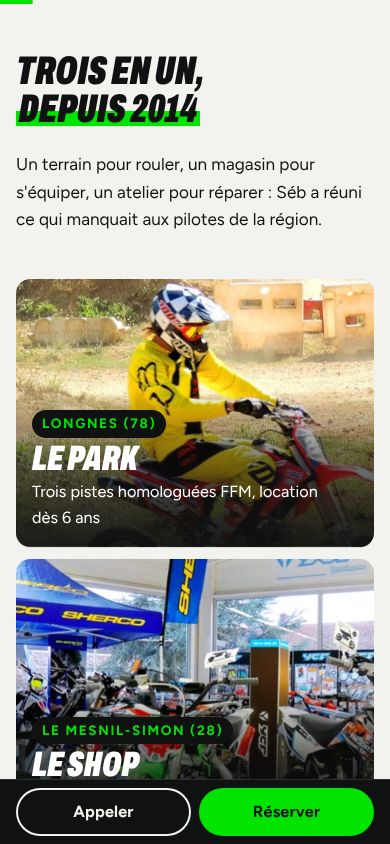 TROIS EN UN,
DEPUIS 2014
Un terrain pour rouler, un magasin pour
s'équiper, un atelier pour réparer : Séb a réuni
ce qui manquait aux pilotes de la région.
LONGNES (78)
LE PARK
Trois pistes homologuées FFM, location
dès 6 ans
SHERCO
SHE
LE MESNIL-SIMON (28)
LE SHOP
Appeler
Réserver